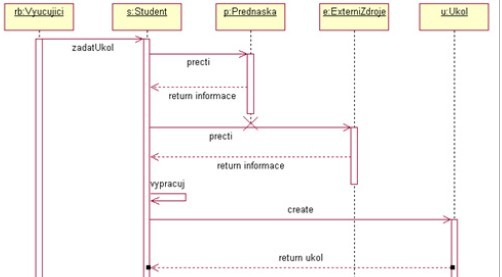 rb:Vyucujici
s:Student
p:Prednaska
e:ExterniZdroje
u:Ukol
zadatUkol
precti
return informace
precti
return informace
vypracuj
create
return ukol